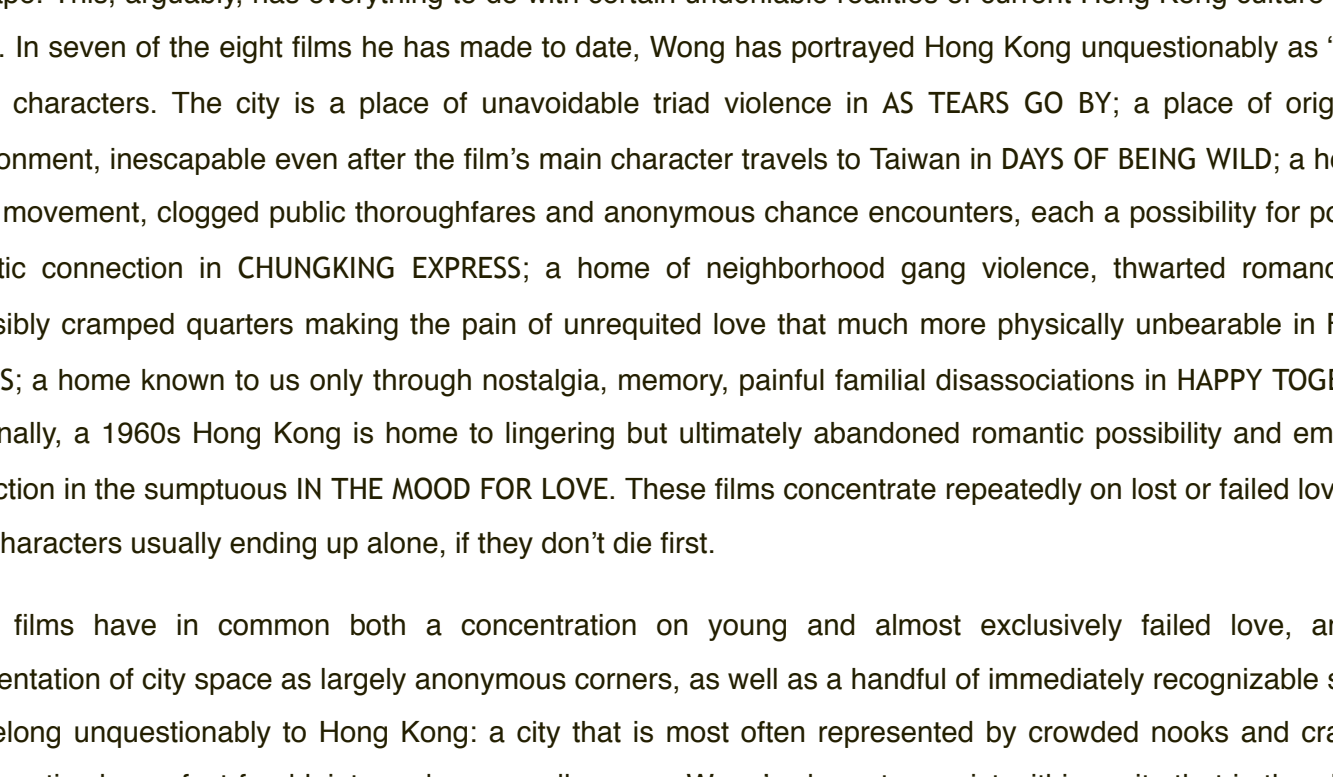 This, arguably, has everything to do with certain undeniable realities of current Hong Kong culture
. In seven of the eight films he has made to date, Wong has portrayed Hong Kong unquestionably as ‘
characters. The city is a place of unavoidable triad violence in AS TEARS GO BY; a place of orig
onment, inescapable even after the film’s main character travels to Taiwan in DAYS OF BEING WILD; a h
movement, clogged public thoroughfares and anonymous chance encounters, each a possibility for po
tic connection in CHUNGKING EXPRESS; a home of neighborhood gang violence, thwarted romanc
sibly cramped quarters making the pain of unrequited love that much more physically unbearable in F
S; a home known to us only through nostalgia, memory, painful familial disassociations in HAPPY TOGE
nally, a 1960s Hong Kong is home to lingering but ultimately abandoned romantic possibility and em
ction in the sumptuous IN THE MOOD FOR LOVE. These films concentrate repeatedly on lost or failed lov
haracters usually ending up alone, if they don’t die first.
films have in common both a concentration on young and almost exclusively failed love, a
entation of city space as largely anonymous corners, as well as a handful of immediately recognizable s
elong unquestionably to Hong Kong: a city that is most often represented by crowded nooks and cra